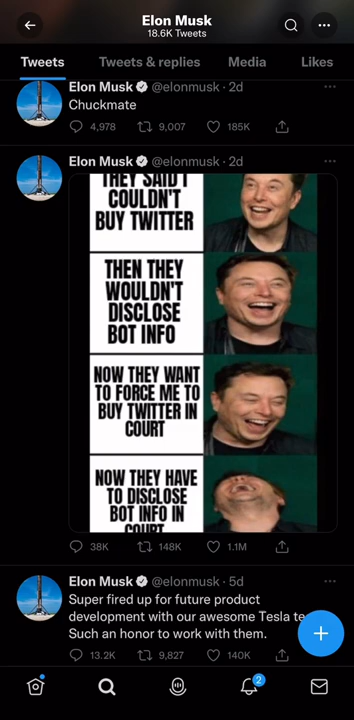 Elon Musk
18.6K Tweets
Tweets Tweets & replies Media Likes
Elon Musk @elonmusk · 2d
Chuckmate
4,978 9,007 185K
Elon Musk @elonmusk · 2d
THEY SAID I
COULDN'T
BUY TWITTER
THEN THEY
WOULDN'T
DISCLOSE
BOT INFO
NOW THEY WANT
TO FORCE ME TO
BUY TWITTER IN
COURT
NOW THEY HAVE
TO DISCLOSE
BOT INFO IN
COURT
38K 148K 1.1M
Elon Musk @elonmusk · 5d
Super fired up for future product
development with our awesome Tesla te
Such an honor to work with them.
13.2K 9,827 140K
2